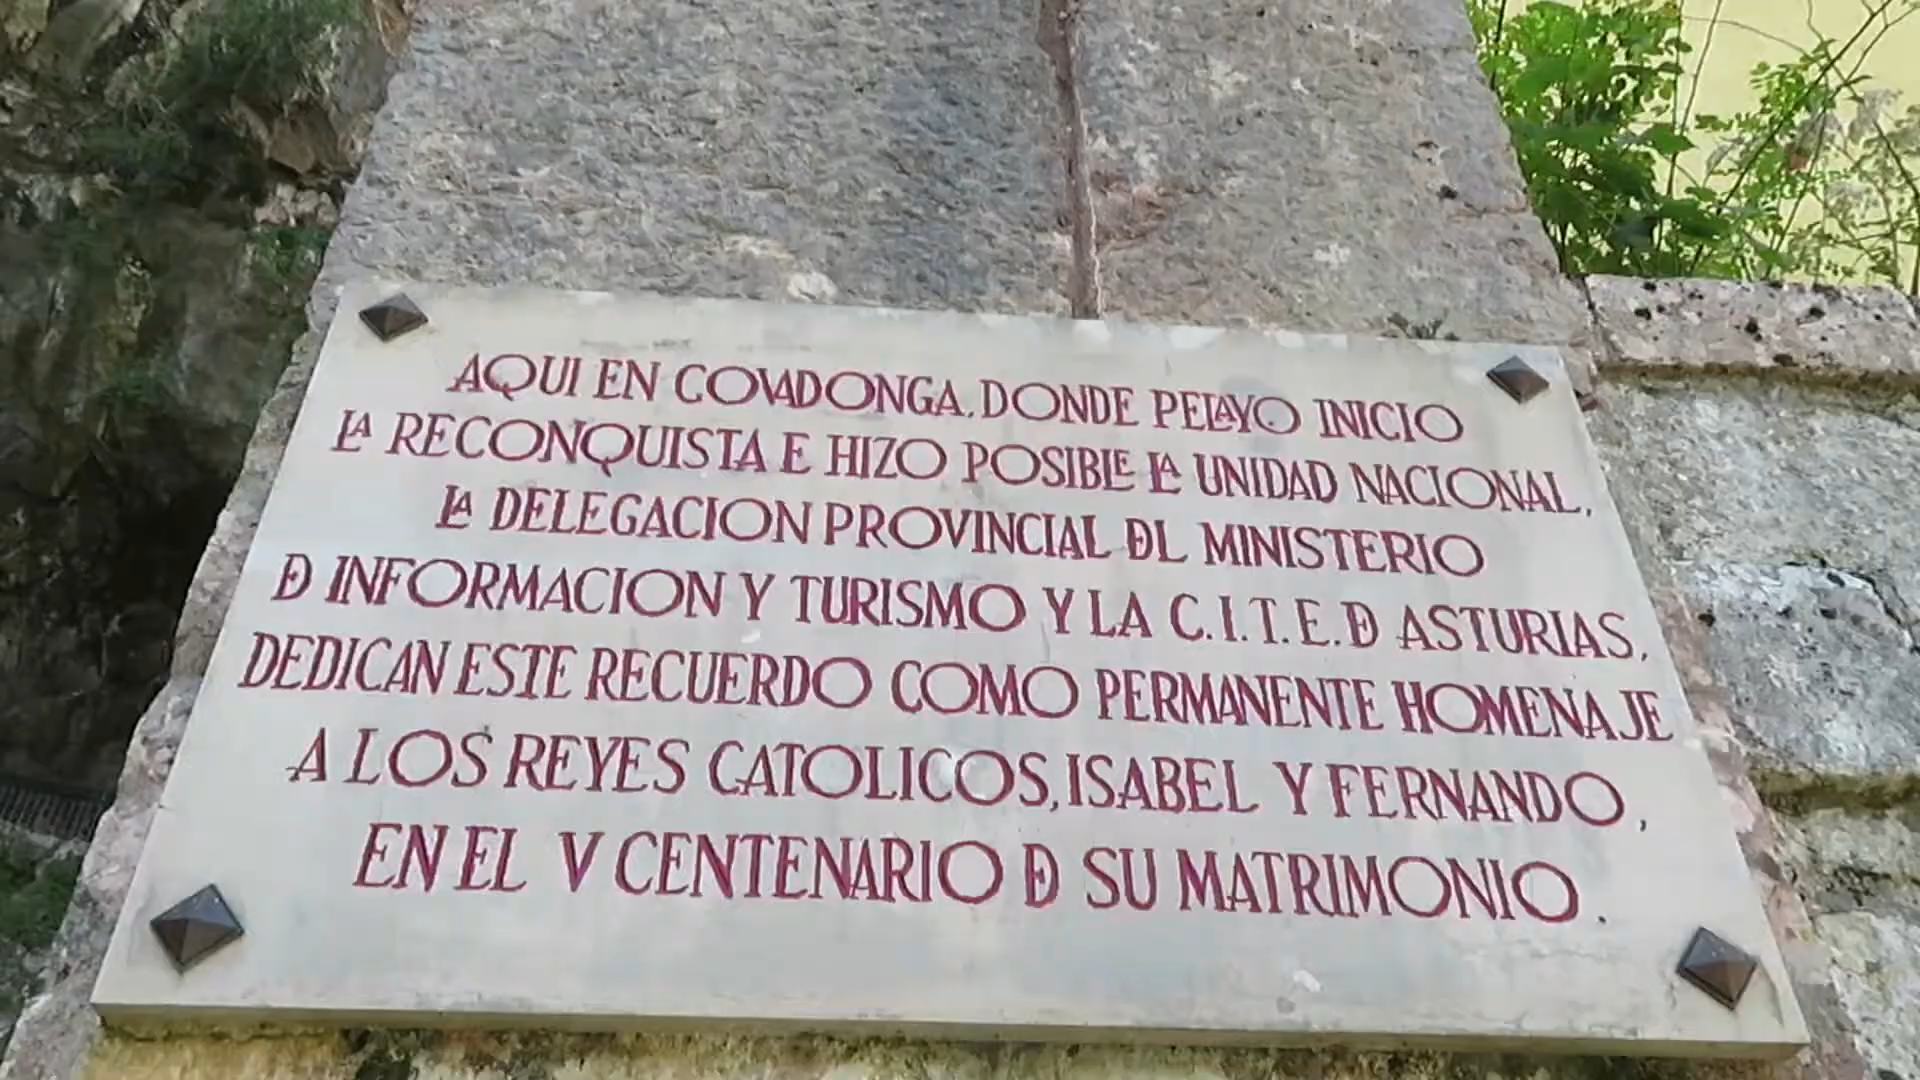 AQUI EN COVADONGA, DONDE PELAYO INICIO
LA RECONQUISTA E HIZO POSIBLE LA UNIDAD NACIONAL,
LA DELEGACION PROVINCIAL DL MINISTERIO
D INFORMACION Y TURISMO Y LA C.I.T.E. D ASTURIAS,
DEDICAN ESTE RECUERDO COMO PERMANENTE HOMENAJE
A LOS REYES CATOLICOS, ISABEL Y FERNANDO,
EN EL V CENTENARIO D SU MATRIMONIO.